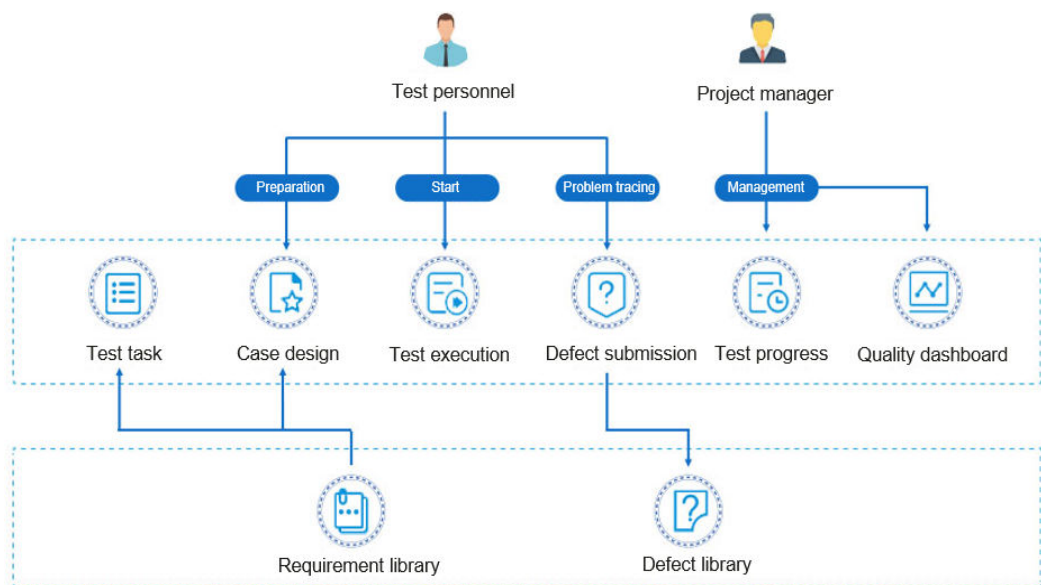 Test personnel
Project manager
Preparation
Start
Problem tracing
Management
Test task
Case design
Test execution
Defect submission
Test progress
Quality dashboard
Requirement library
Defect library